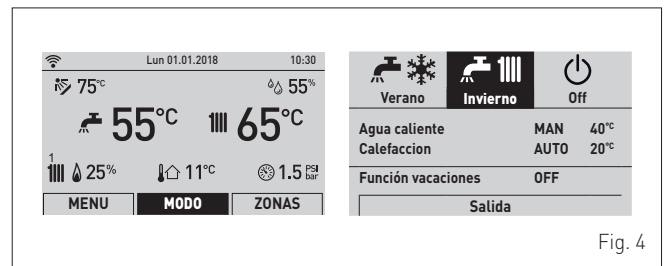 Lun 01.01.2018 10:30
75°C 55%
55°C 65°C
1
25% 11°C 1.5 PSI bar
MENU MODO ZONAS
Verano Invierno Off
Agua caliente MAN 40°C
Calefaccion AUTO 20°C
Función vacaciones OFF
Salida
Fig. 4